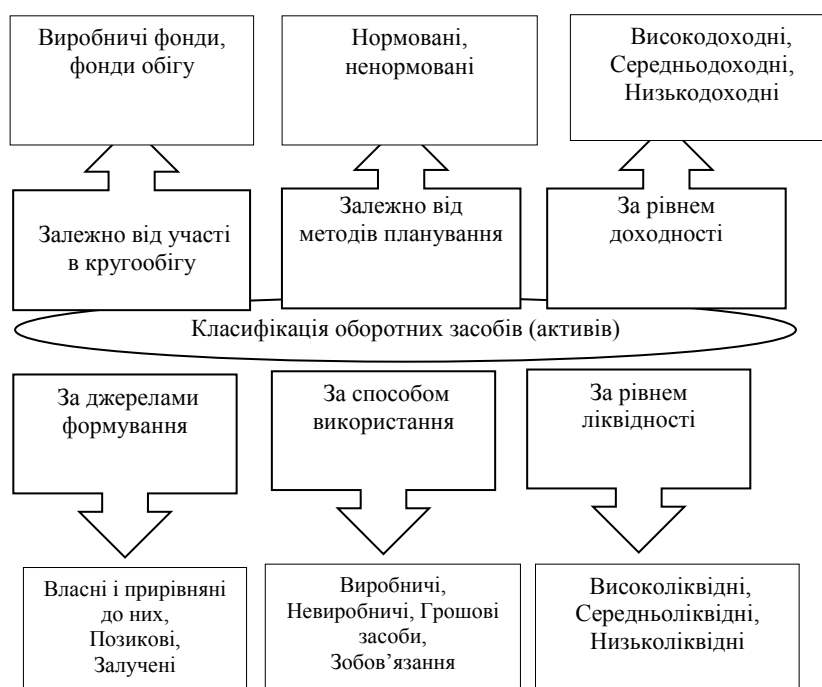 Виробничі фонди,
фонди обігу
Нормовані,
ненормовані
Високодоходні,
Середньодоходні,
Низькодоходні
Залежно від участі
в кругообігу
Залежно від
методів планування
За рівнем
доходності
Класифікація оборотних засобів (активів)
За джерелами
формування
За способом
використання
За рівнем
ліквідності
Власні і прирівняні
до них,
Позикові,
Залучені
Виробничі,
Невиробничі, Грошові
засоби,
Зобов’язання
Високоліквідні,
Середньоліквідні,
Низьколіквідні